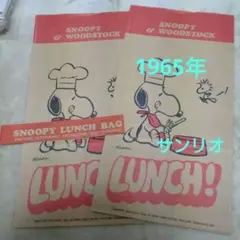 SNOOPY
& WOODSTOCK
SNOOPY
& WOODSTOCK
1965年
SNOOPY LUNCH BAG
サンリオ
LUNCH!
LUNCH!